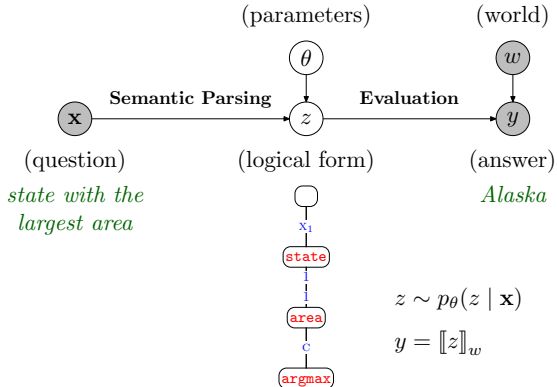 (parameters)
(world)
θ
w
Semantic Parsing
Evaluation
x
z
y
(question)
(logical form)
(answer)
state with the
largest area
Alaska
x₁
state
1
1
area
c
argmax
z ∼ pθ(z | x)
y = ⟦z⟧w